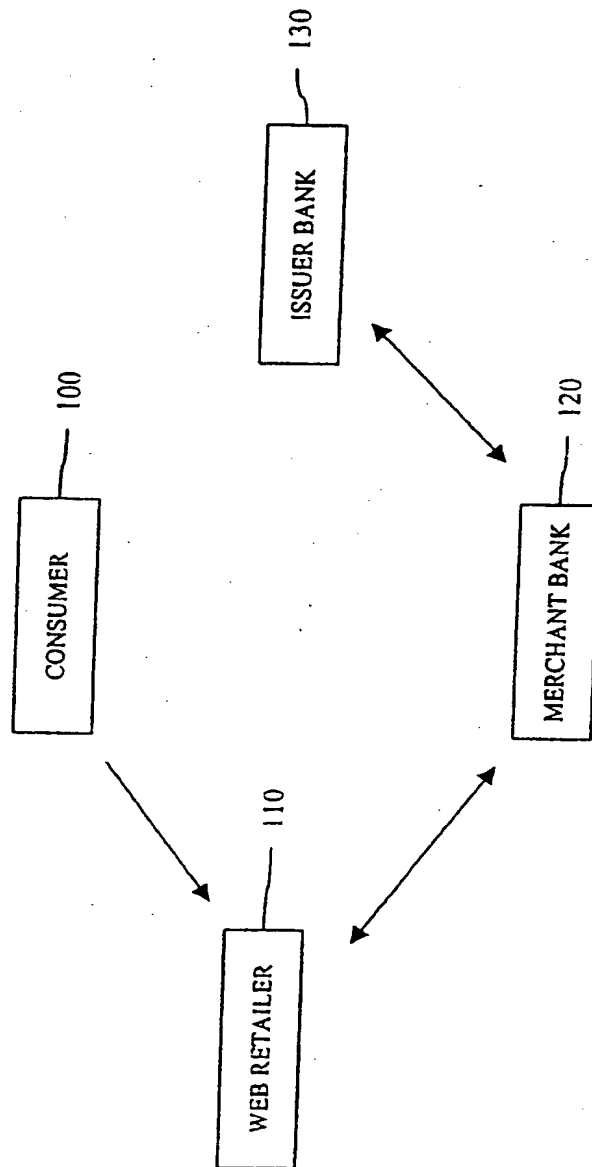 CONSUMER
100
WEB RETAILER
110
ISSUER BANK
130
MERCHANT BANK
120